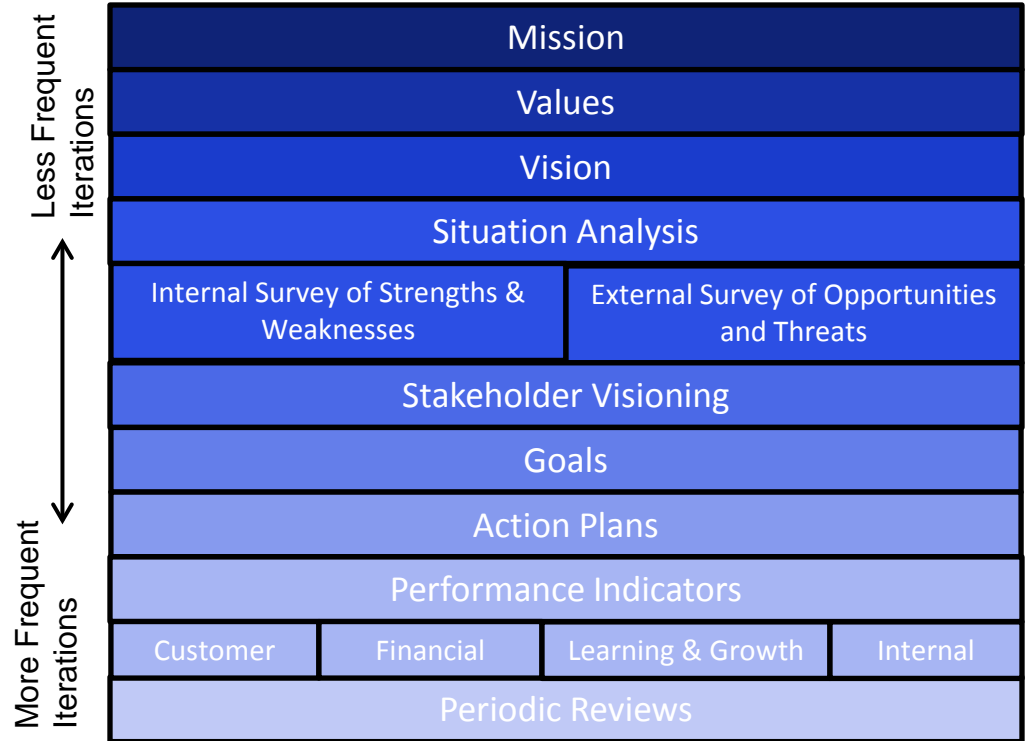 Less Frequent
Iterations
More Frequent
Iterations
Mission
Values
Vision
Situation Analysis
Internal Survey of Strengths &
Weaknesses
External Survey of Opportunities
and Threats
Stakeholder Visioning
Goals
Action Plans
Performance Indicators
Customer
Financial
Learning & Growth
Internal
Periodic Reviews